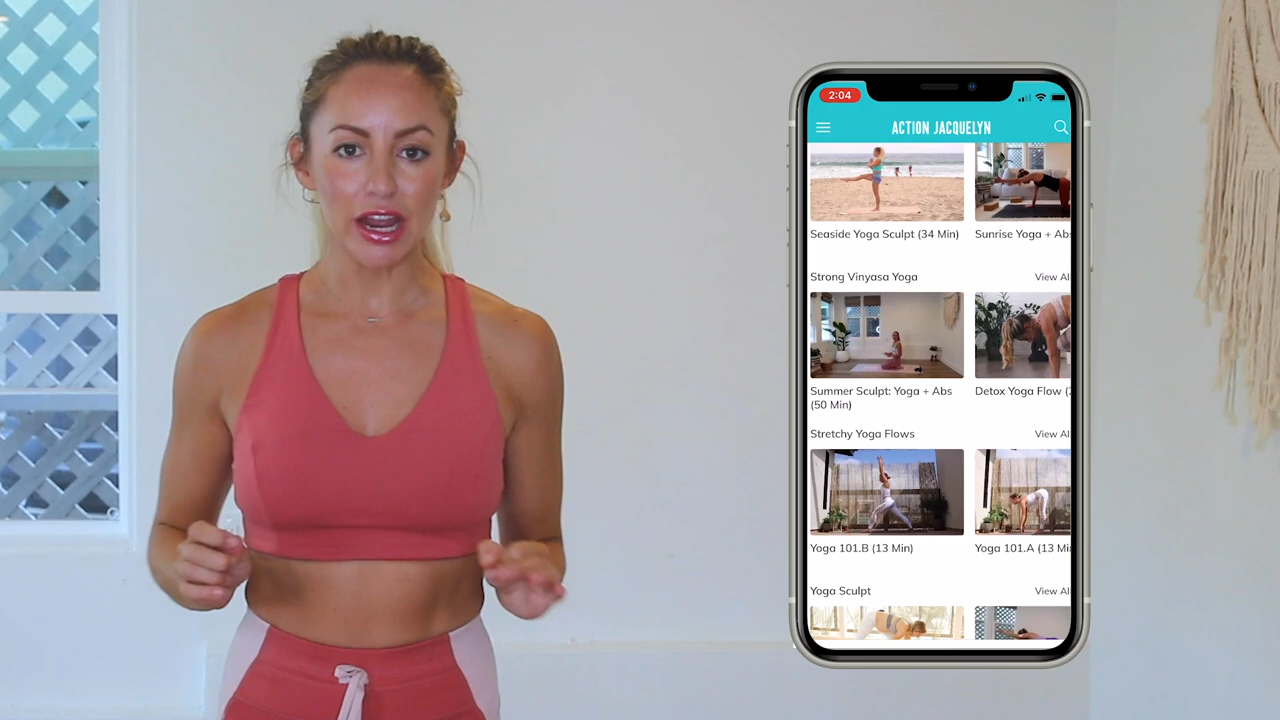 2:04
ACTION JACQUELYN
Seaside Yoga Sculpt (34 Min)
Sunrise Yoga + Abs
Strong Vinyasa Yoga
View Al
Summer Sculpt: Yoga + Abs
(50 Min)
Detox Yoga Flow (
Stretchy Yoga Flows
View Al
Yoga 101.B (13 Min)
Yoga 101.A (13 Mi
Yoga Sculpt
View Al